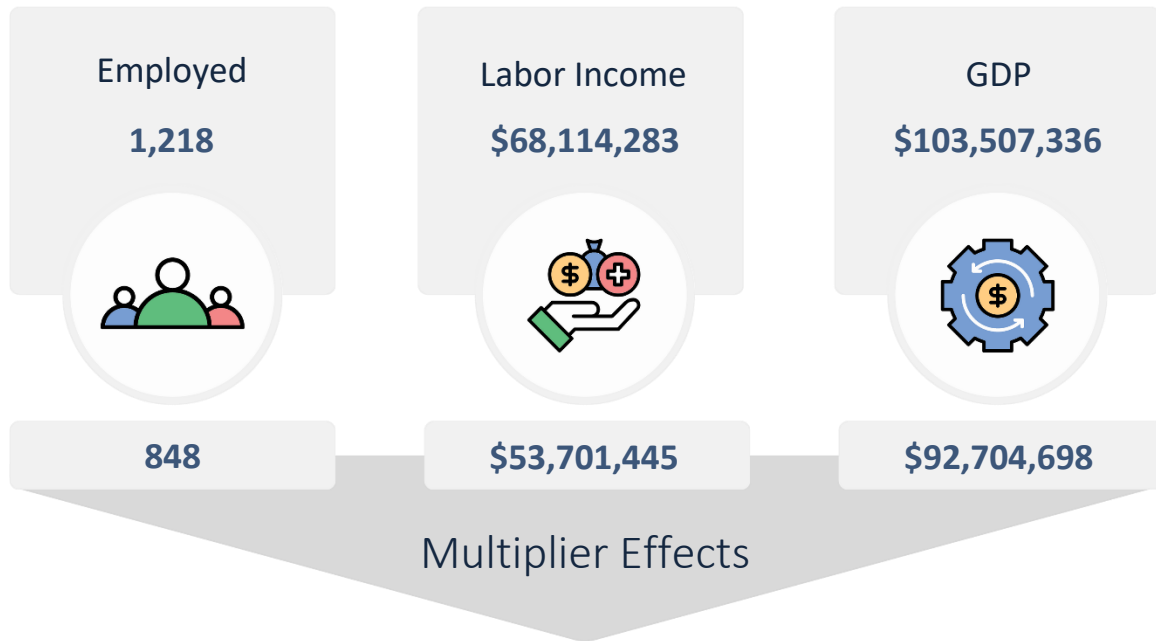 Employed
1,218
Labor Income
$68,114,283
GDP
$103,507,336
$
$
848
$53,701,445
$92,704,698
Multiplier Effects